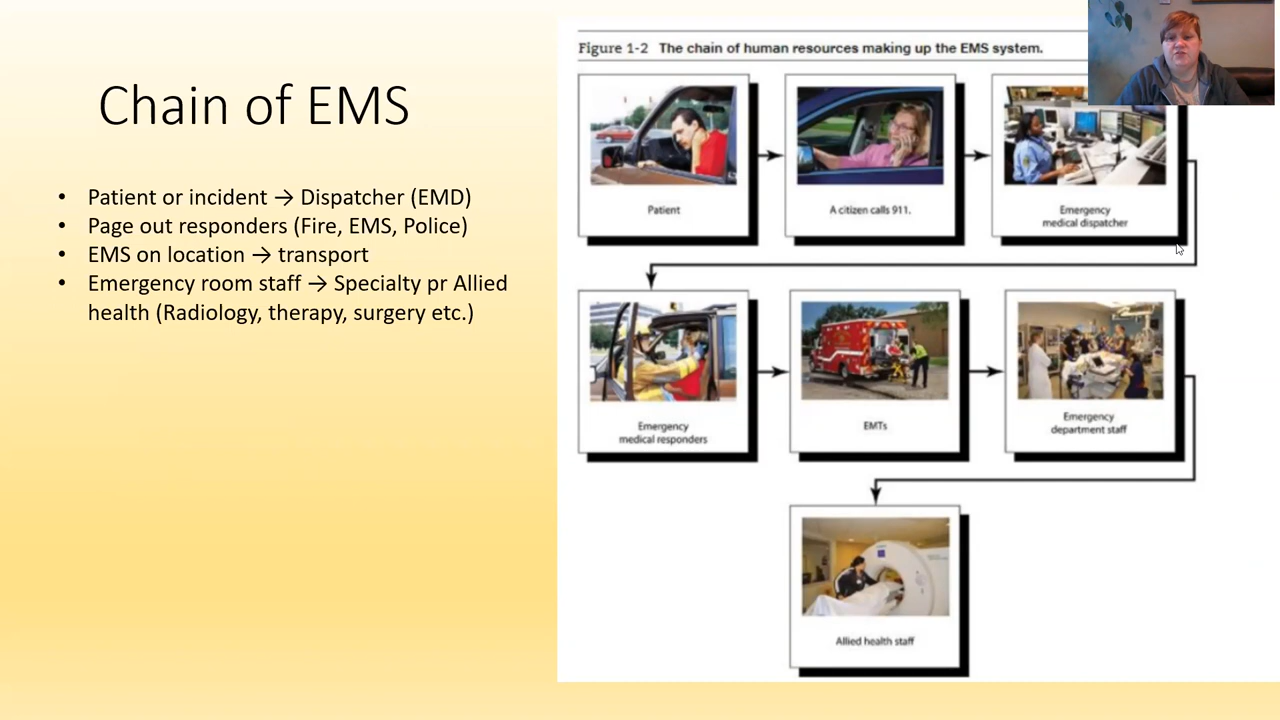 Chain of EMS
• Patient or incident → Dispatcher (EMD)
• Page out responders (Fire, EMS, Police)
• EMS on location → transport
• Emergency room staff → Specialty pr Allied
health (Radiology, therapy, surgery etc.)
Figure 1-2 The chain of human resources making up the EMS system.
Patient
A citizen calls 911.
Emergency
medical dispatcher
Emergency
medical responders
EMTs
Emergency
department staff
Allied health staff